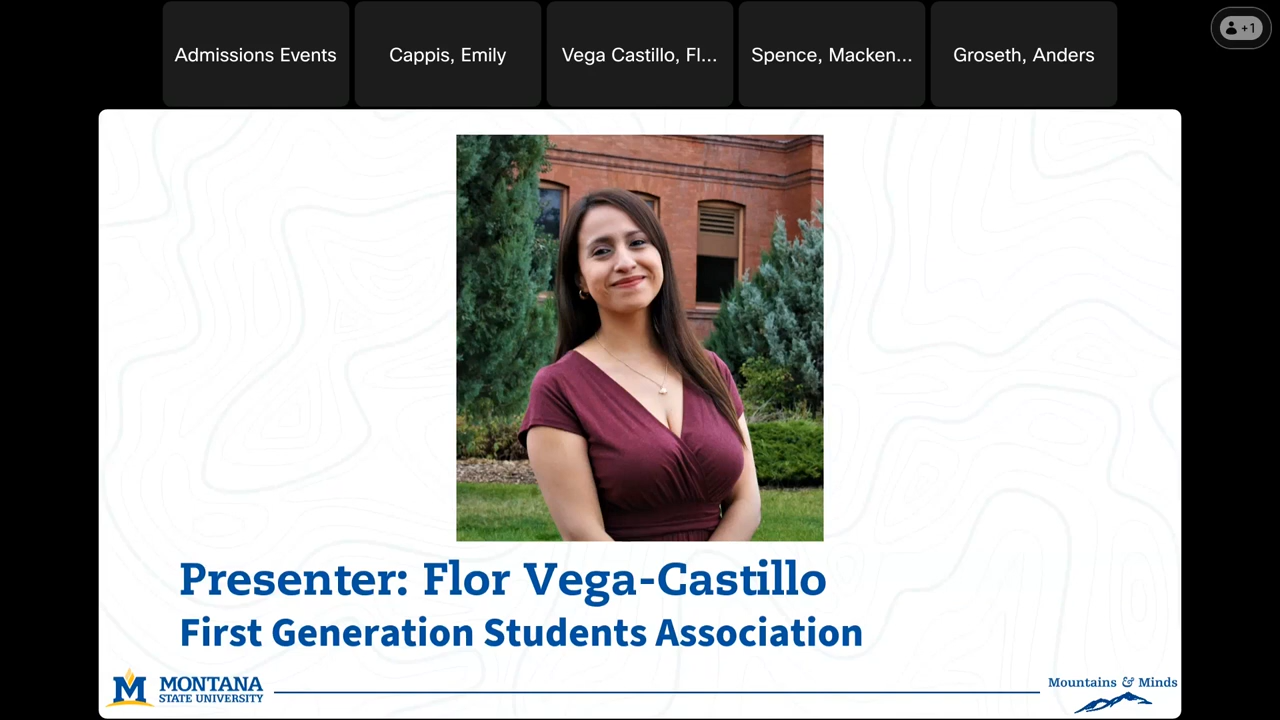 Admissions Events
Cappis, Emily
Vega Castillo, Fl...
Spence, Macken...
Groseth, Anders
+1
Presenter: Flor Vega-Castillo
First Generation Students Association
M MONTANA
STATE UNIVERSITY
Mountains & Minds